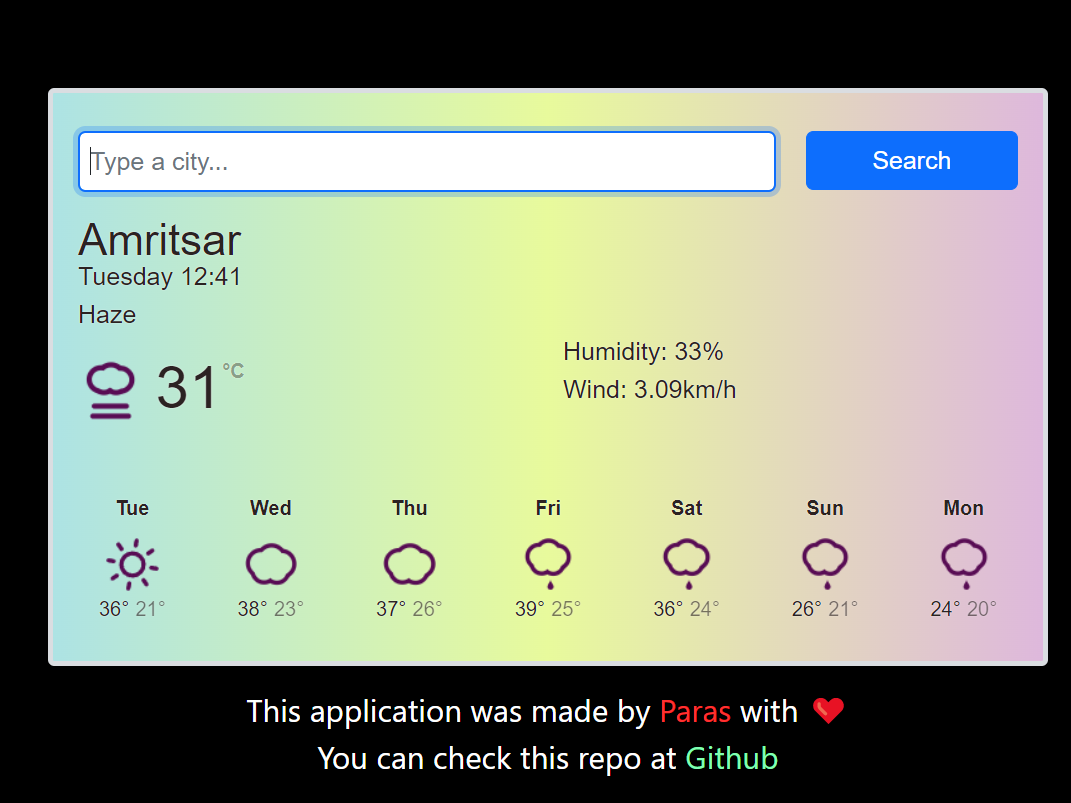 Type a city...
Search
Amritsar
Tuesday 12:41
Haze
31°C
Humidity: 33%
Wind: 3.09km/h
Tue Wed Thu Fri Sat Sun Mon
36° 21° 38° 23° 37° 26° 39° 25° 36° 24° 26° 21° 24° 20°
This application was made by Paras with ❤
You can check this repo at Github